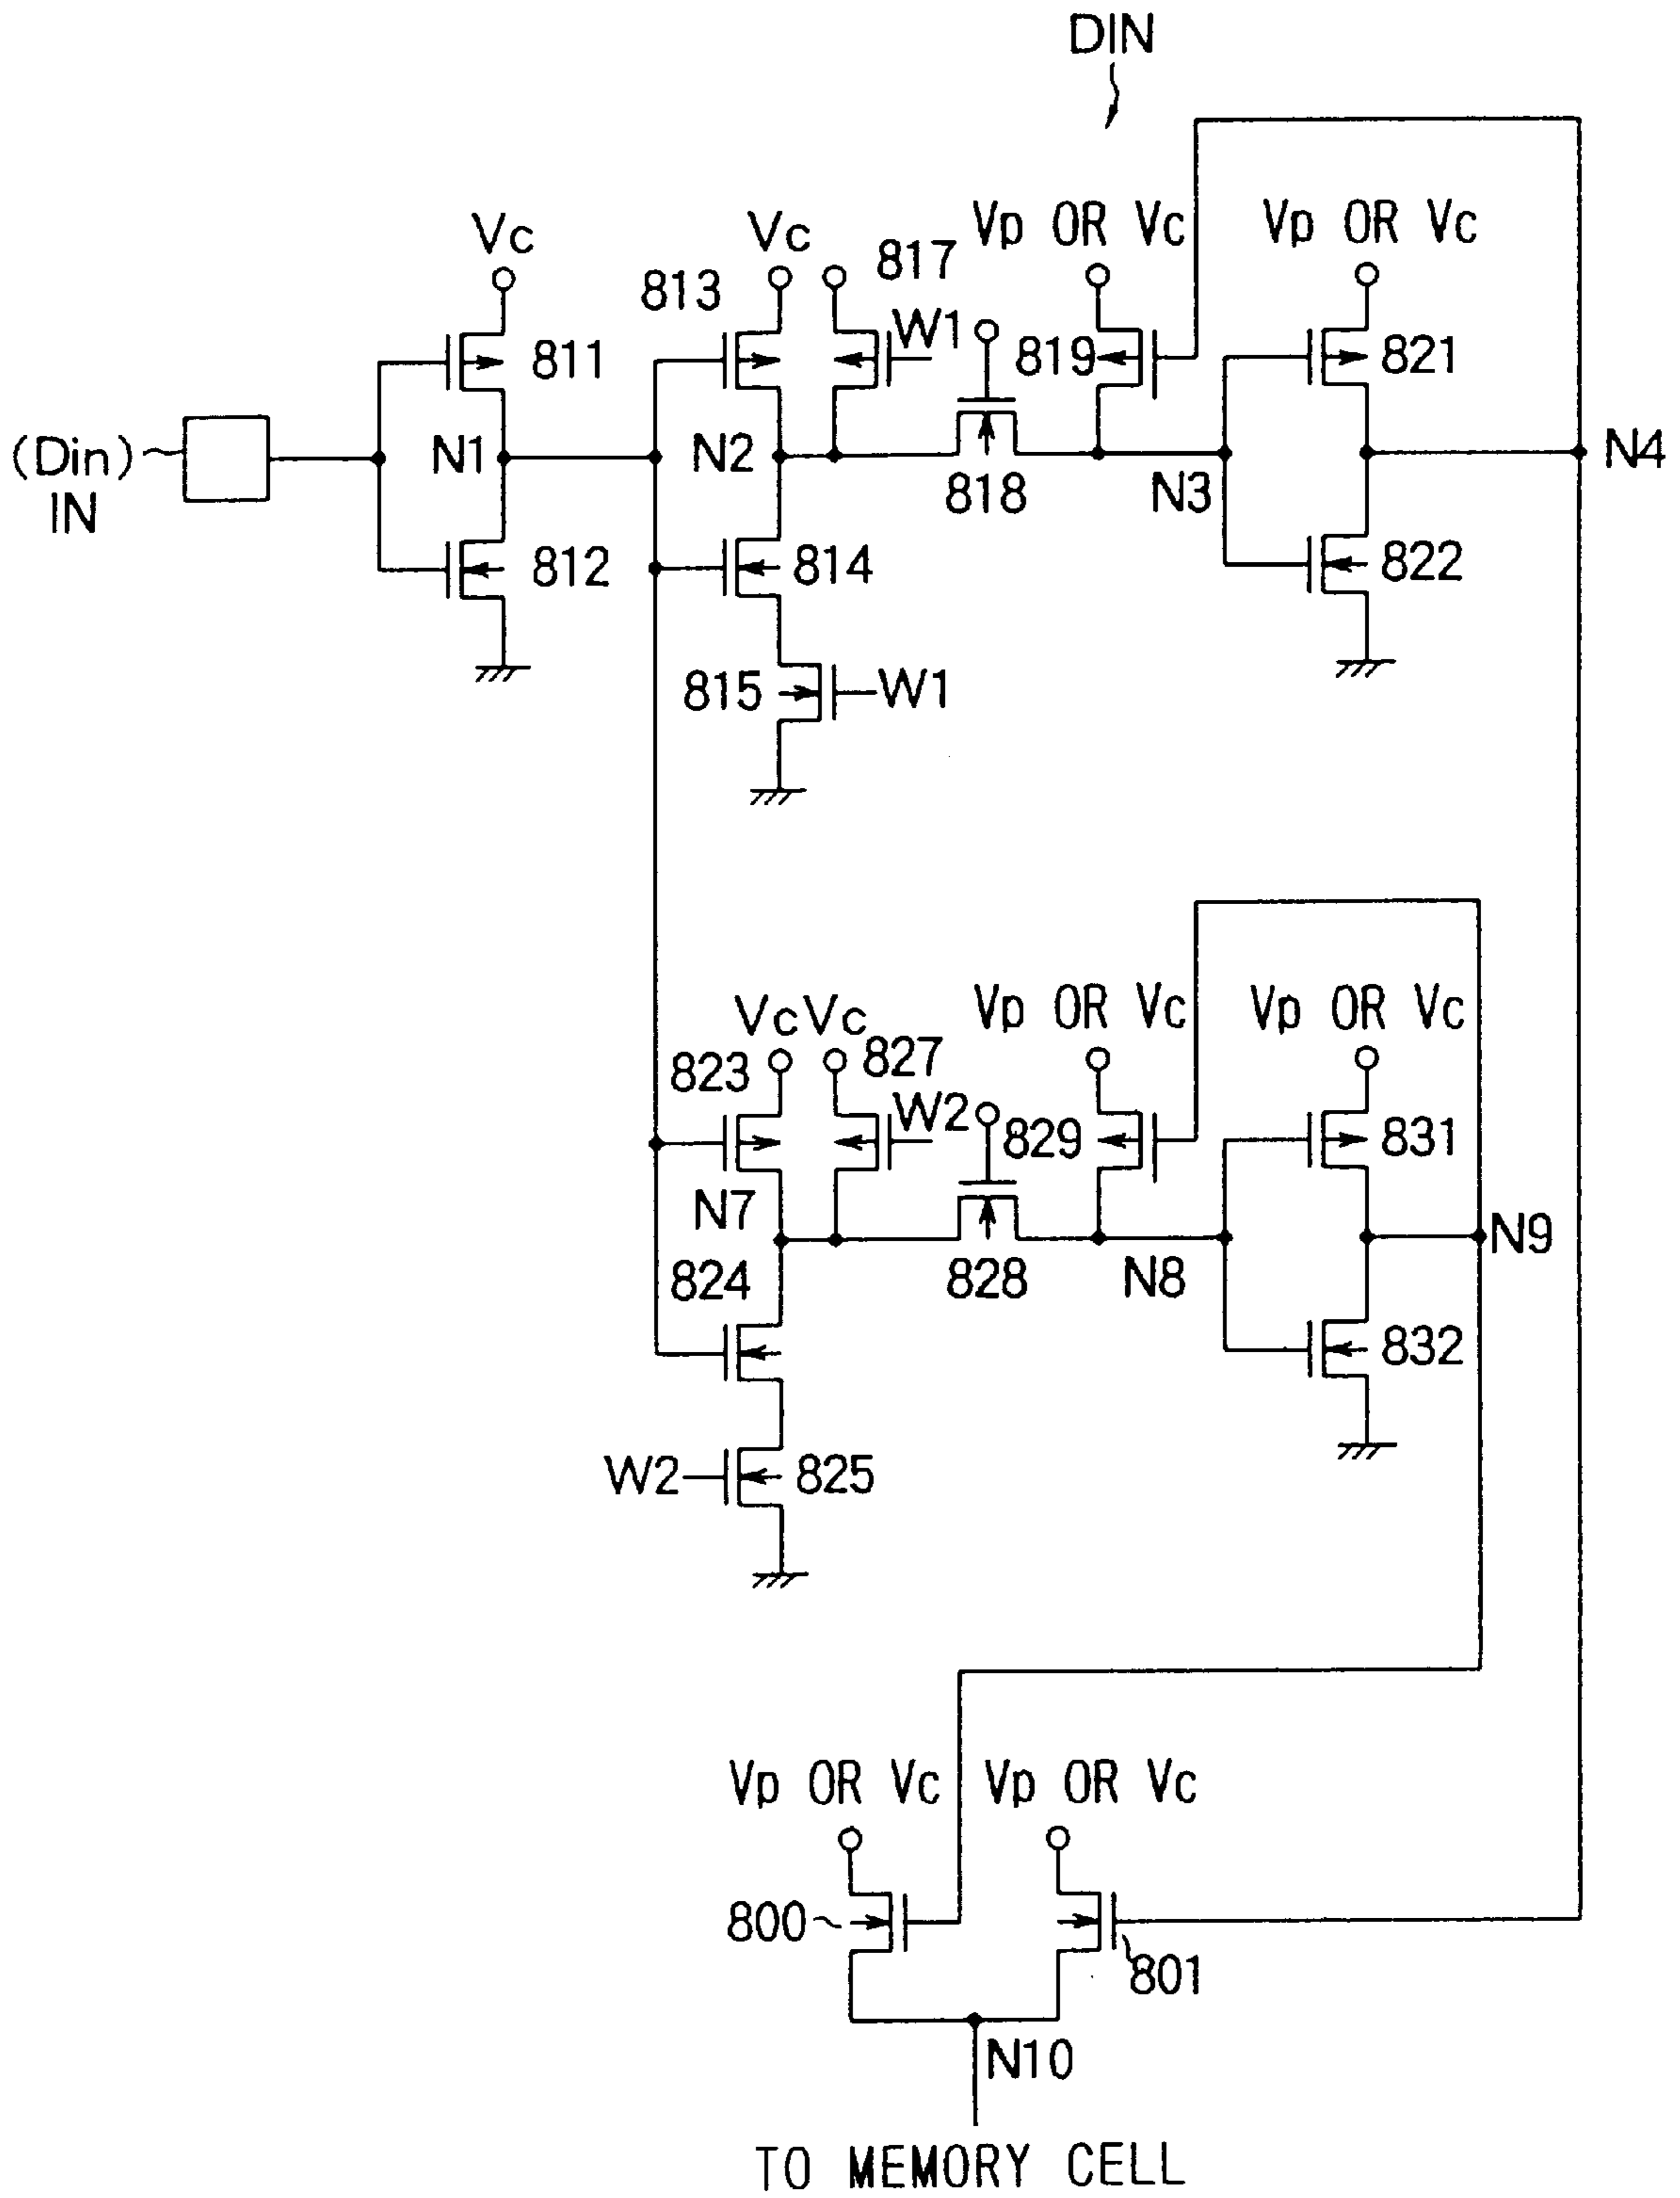 DIN
Vc
Vc
817
Vp OR Vc
Vp OR Vc
813
W1
811
819
821
(Din)
IN
N1
N2
818
N3
N4
812
814
822
815
W1
Vc Vc
827
Vp OR Vc
Vp OR Vc
823
W2
829
831
N7
824
828
N8
N9
832
W2
825
Vp OR Vc
Vp OR Vc
800
801
N10
TO MEMORY CELL